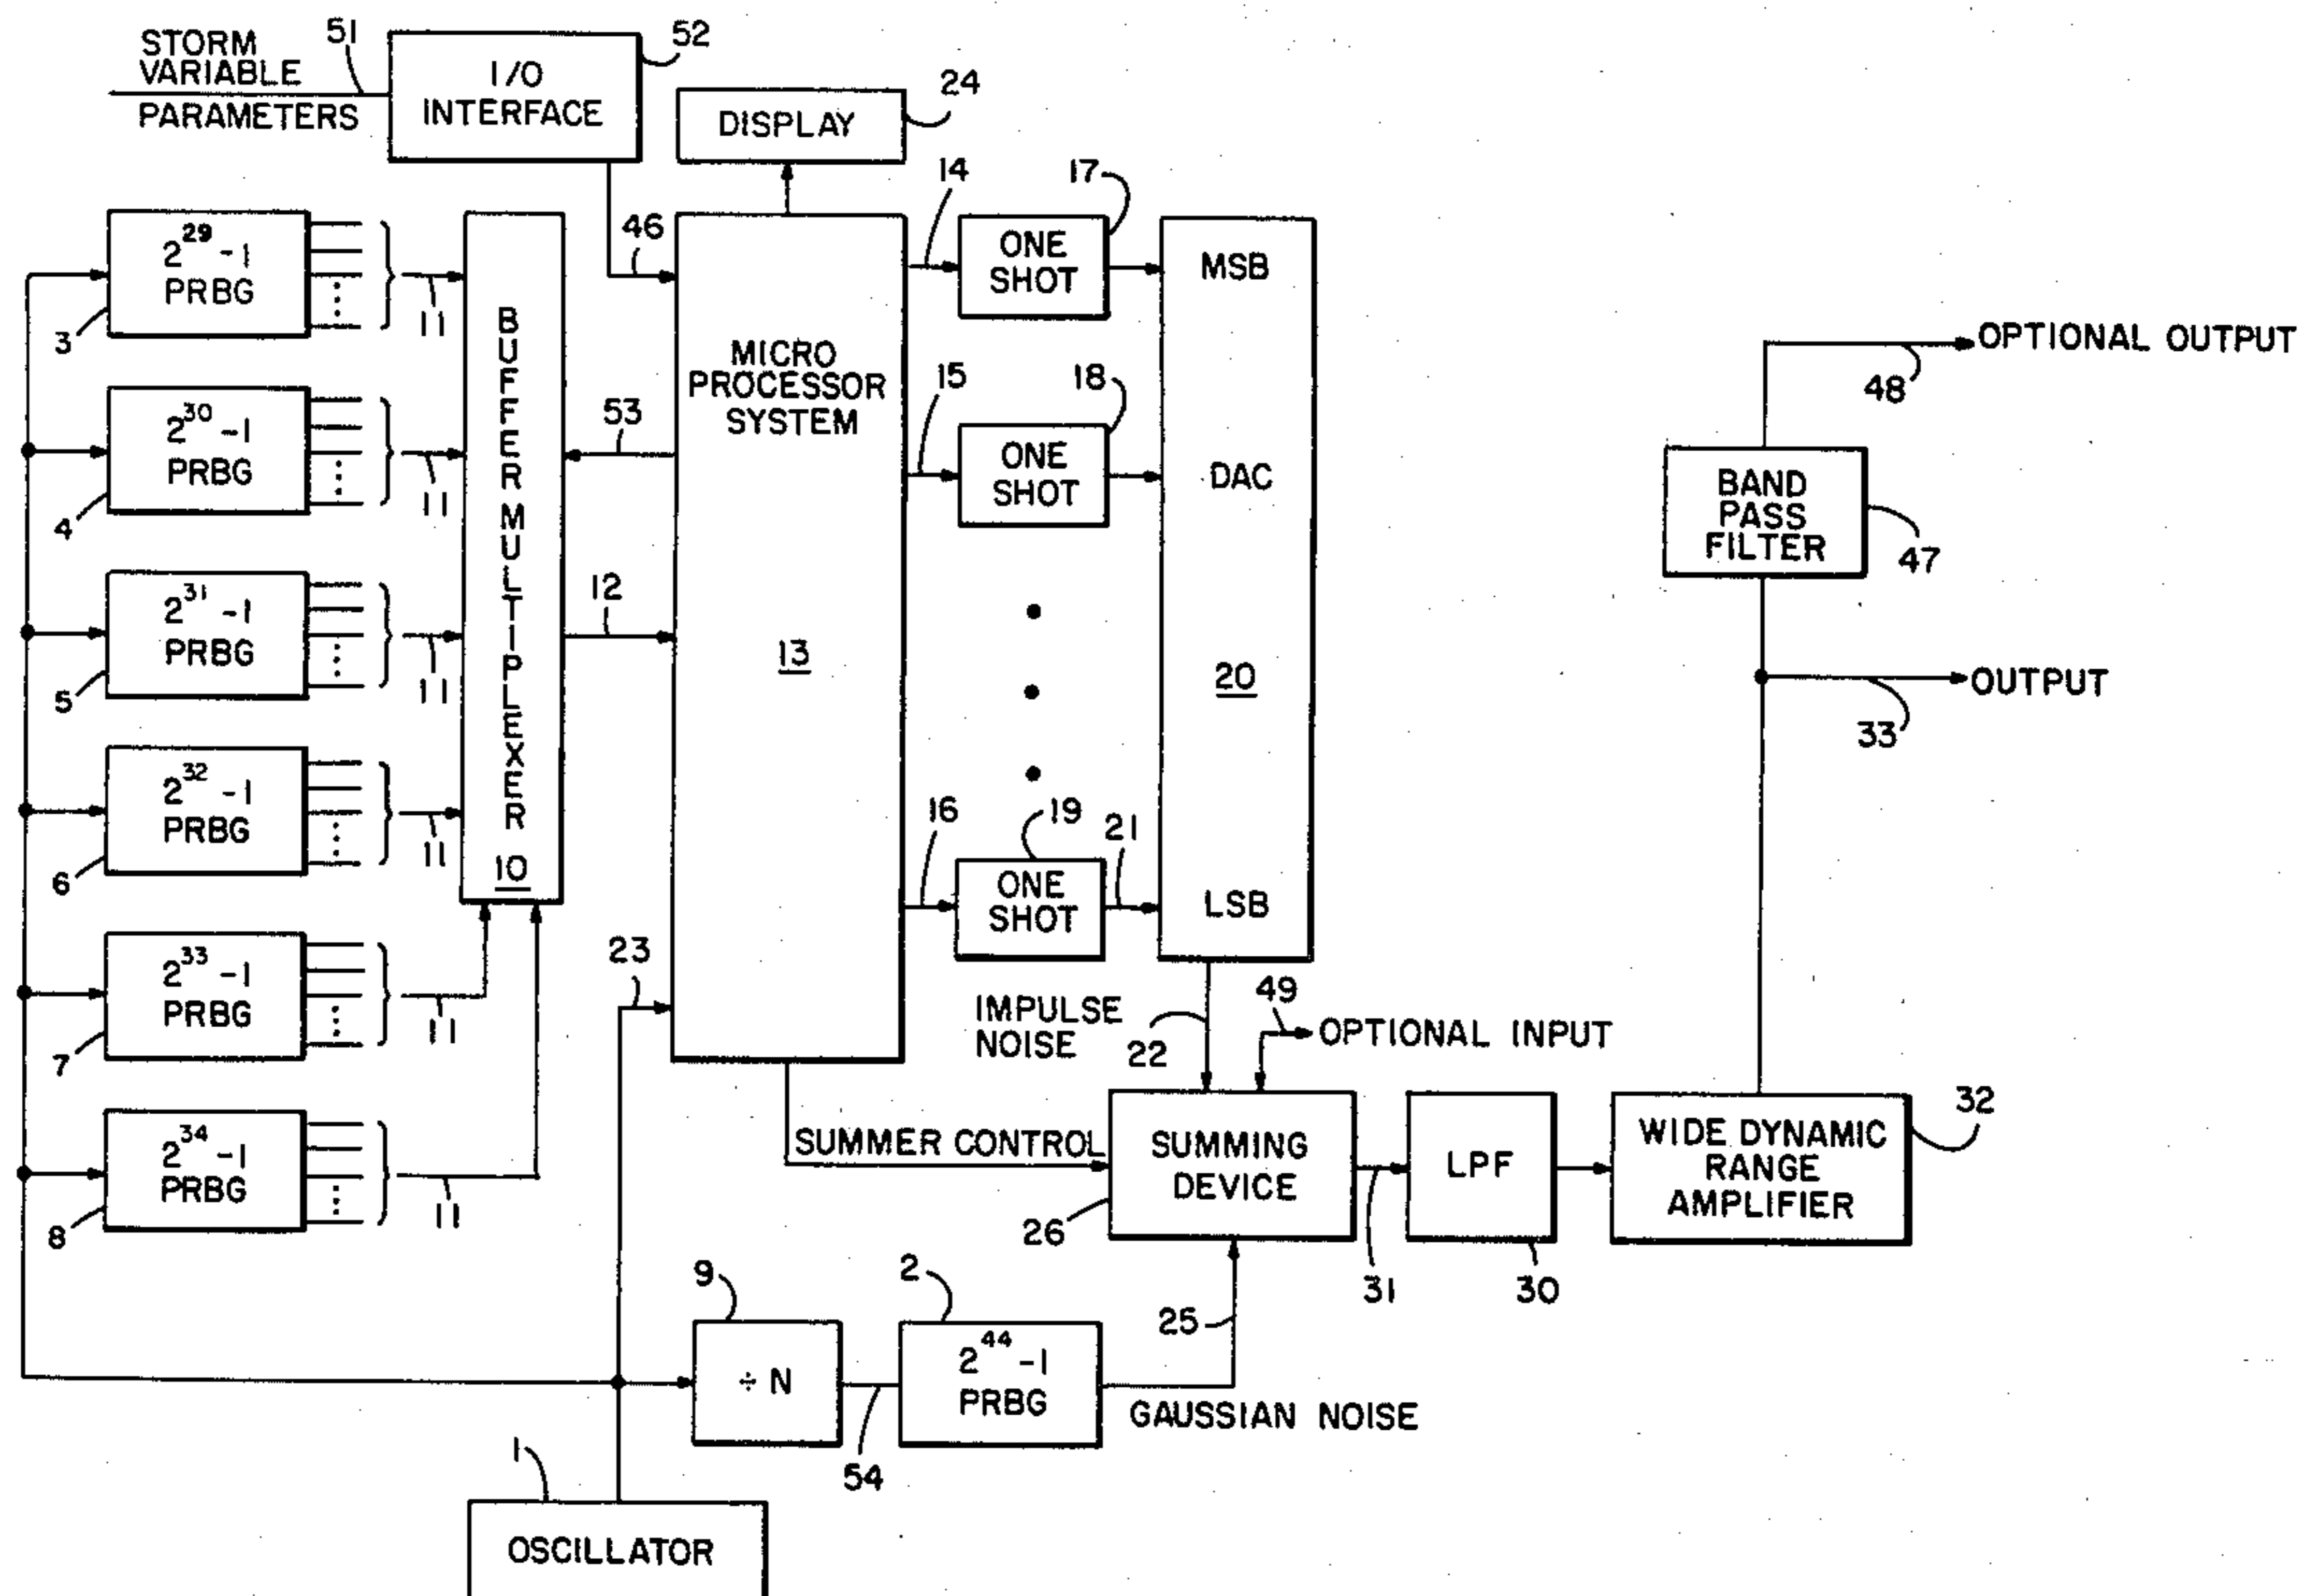 STORM
VARIABLE
PARAMETERS
51
I/O
INTERFACE
52
DISPLAY
24
2^29 -1
PRBG
3
11
2^30 -1
PRBG
4
11
2^31 -1
PRBG
5
11
2^32 -1
PRBG
6
11
2^33 -1
PRBG
7
11
2^34 -1
PRBG
8
11
BUFFER MULTIPLEXER
10
46
53
12
23
MICRO
PROCESSOR
SYSTEM
13
14
ONE
SHOT
17
15
ONE
SHOT
18
16
ONE
SHOT
19
21
MSB
DAC
20
LSB
IMPULSE
NOISE
22
49
OPTIONAL INPUT
SUMMER CONTROL
SUMMING
DEVICE
26
31
LPF
30
WIDE DYNAMIC
RANGE
AMPLIFIER
32
OPTIONAL OUTPUT
48
BAND
PASS
FILTER
47
OUTPUT
33
9
÷ N
54
2
2^44 -1
PRBG
25
GAUSSIAN NOISE
1
OSCILLATOR